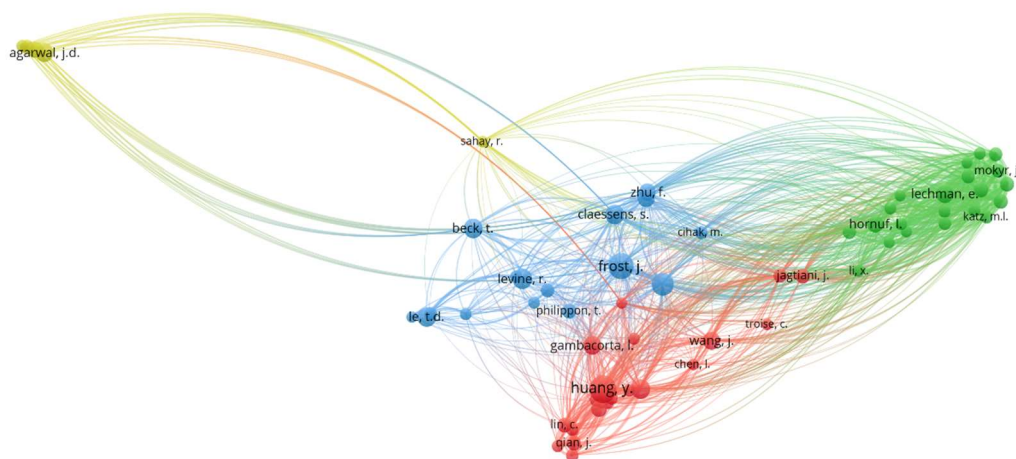 agarwal, j.d.
sahay, r.
mokyr, j
zhu, f.
lechman, e.
claessens, s.
katz, m.l.
beck, t.
cihak, m.
hornuf, l.
frost, j.
levine, r.
jagtiani, j.
li, x.
philippon, t.
le, t.d.
troise, c.
gambacorta, l.
wang, j.
chen, l.
huang, y.
lin, c.
qian, j.